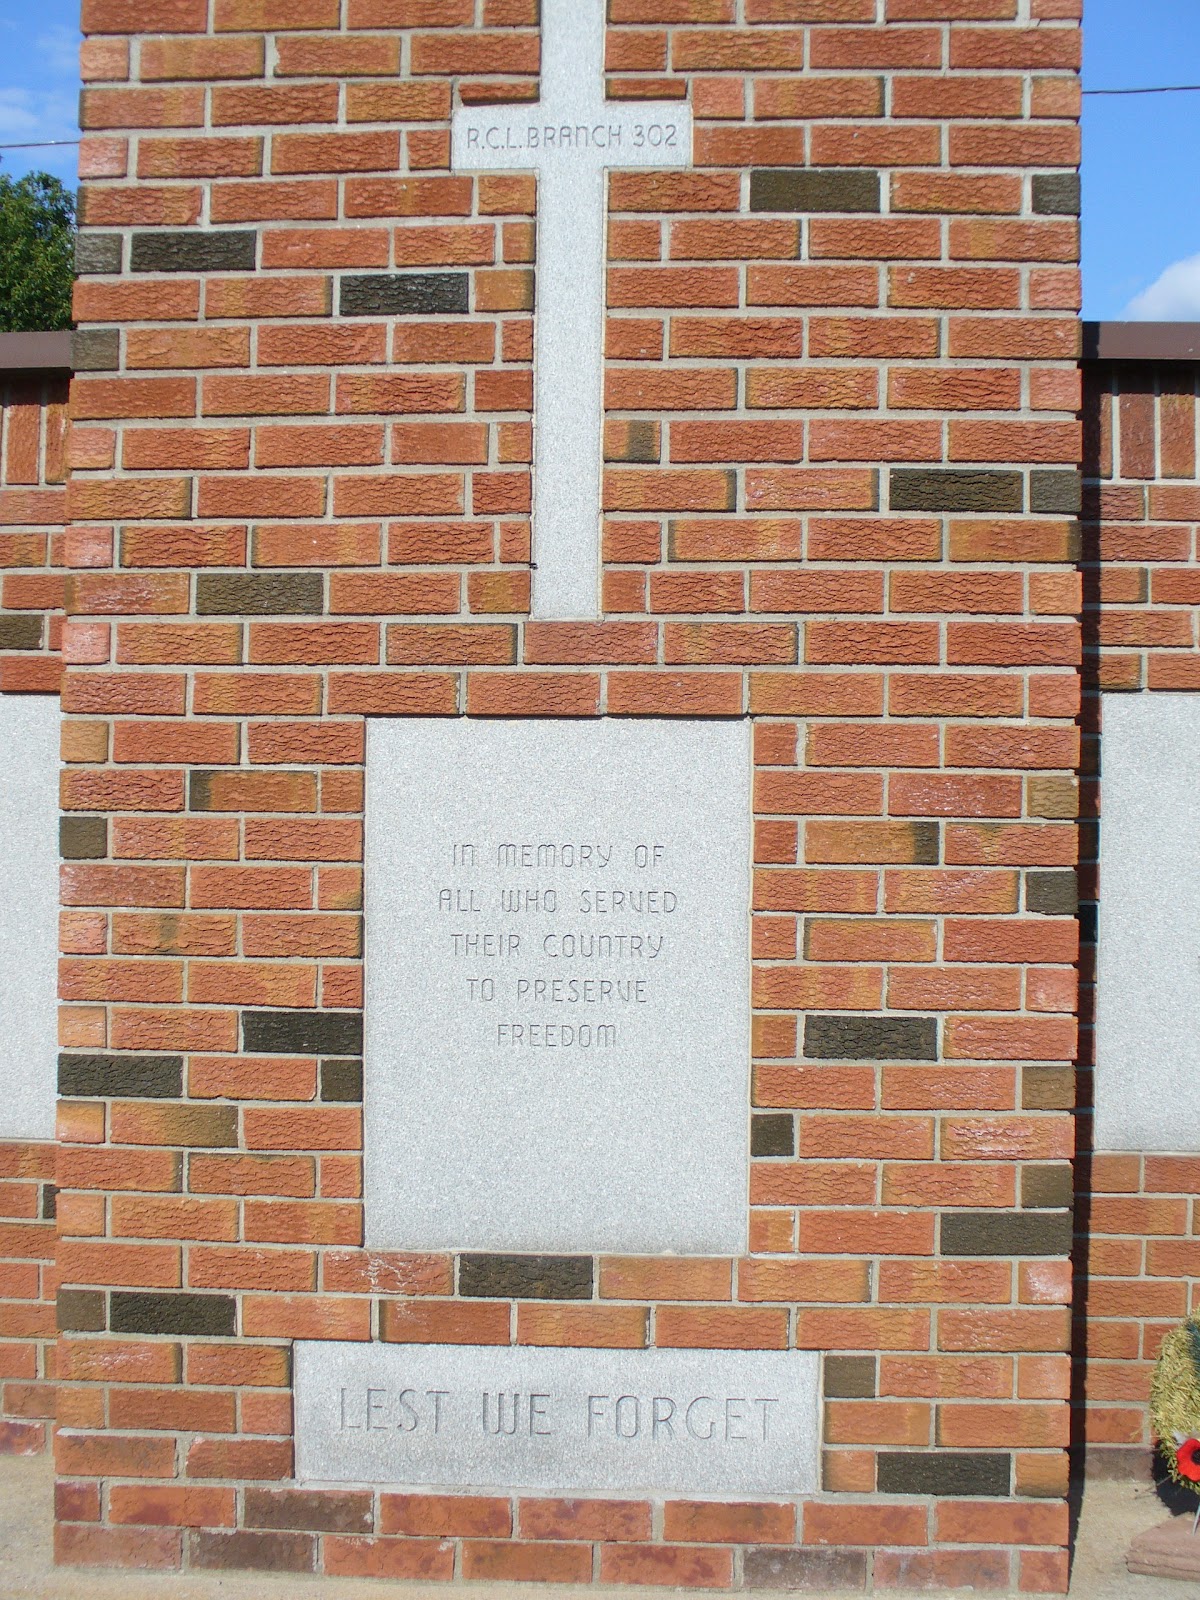 R.C.L. BRANCH 302
IN MEMORY OF
ALL WHO SERVED
THEIR COUNTRY
TO PRESERVE
FREEDOM
LEST WE FORGET